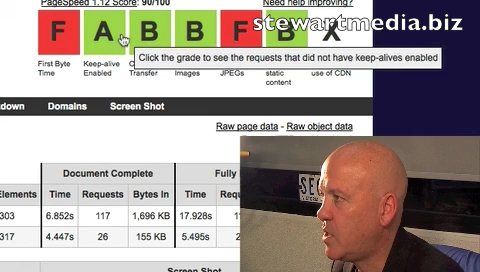 PageSpeed 1.12 Score: 90/100
Need help improving?
stewartmedia.biz
F A B B F B X
Click the grade to see the requests that did not have keep-alives enabled
First Byte Time
Keep-alive Enabled
Transfer
Images
JPEGs
static content
use of CDN
Domains
Screen Shot
Raw page data - Raw object data
Document Complete
Elements Time Requests Bytes In Time
303 6.852s 117 1,696 KB 17.928s
317 4.447s 26 155 KB 5.495s
Screen Shot